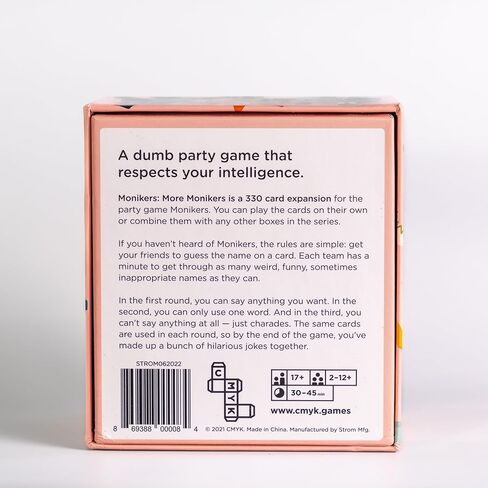 A dumb party game that
respects your intelligence.
Monikers: More Monikers is a 330 card expansion for the
party game Monikers. You can play the cards on their own
or combine them with any other boxes in the series.
If you haven't heard of Monikers, the rules are simple: get
your friends to guess the name on a card. Each team has a
minute to get through as many weird, funny, sometimes
inappropriate names as they can.
In the first round, you can say anything you want. In the
second, you can only use one word. And in the third, you
can't say anything at all — just charades. The same cards
are used in each round, so by the end of the game, you've
made up a bunch of hilarious jokes together.
STROM062022
8 69388 00008 4
C
M
Y
K
17+ 2–12+
30–45 min
www.cmyk.games
© 2021 CMYK. Made in China. Manufactured by Strom Mfg.